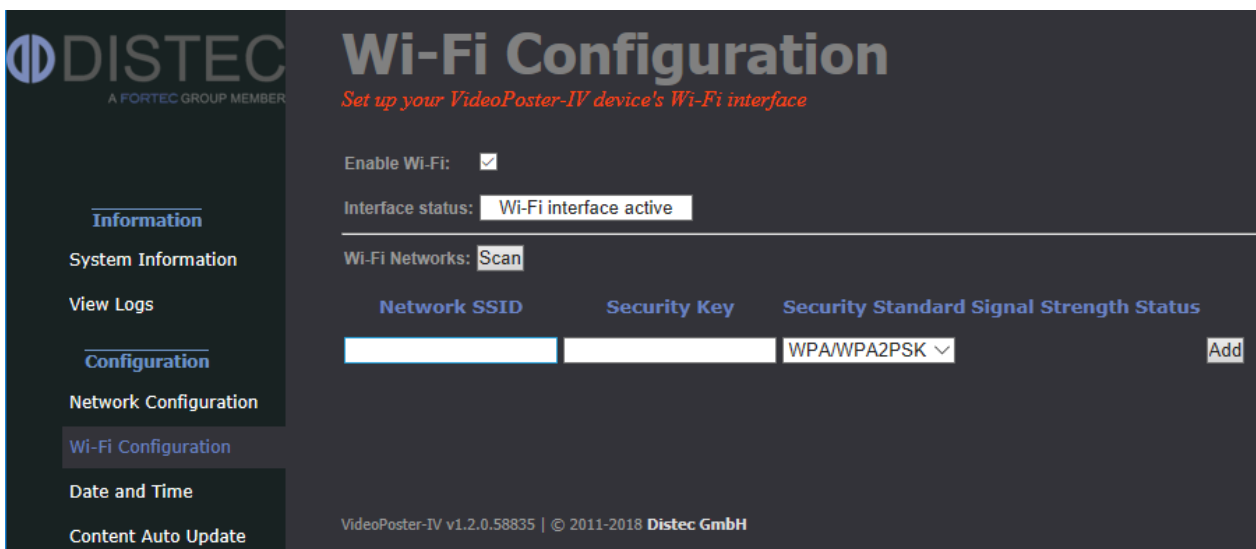 DISTEC
A FORTEC GROUP MEMBER
Information
System Information
View Logs
Configuration
Network Configuration
Wi-Fi Configuration
Date and Time
Content Auto Update
Wi-Fi Configuration
Set up your VideoPoster-IV device's Wi-Fi interface
Enable Wi-Fi:
Interface status: Wi-Fi interface active
Wi-Fi Networks: Scan
Network SSID Security Key Security Standard Signal Strength Status
WPA/WPA2PSK Add
VideoPoster-IV v1.2.0.58835 | © 2011-2018 Distec GmbH